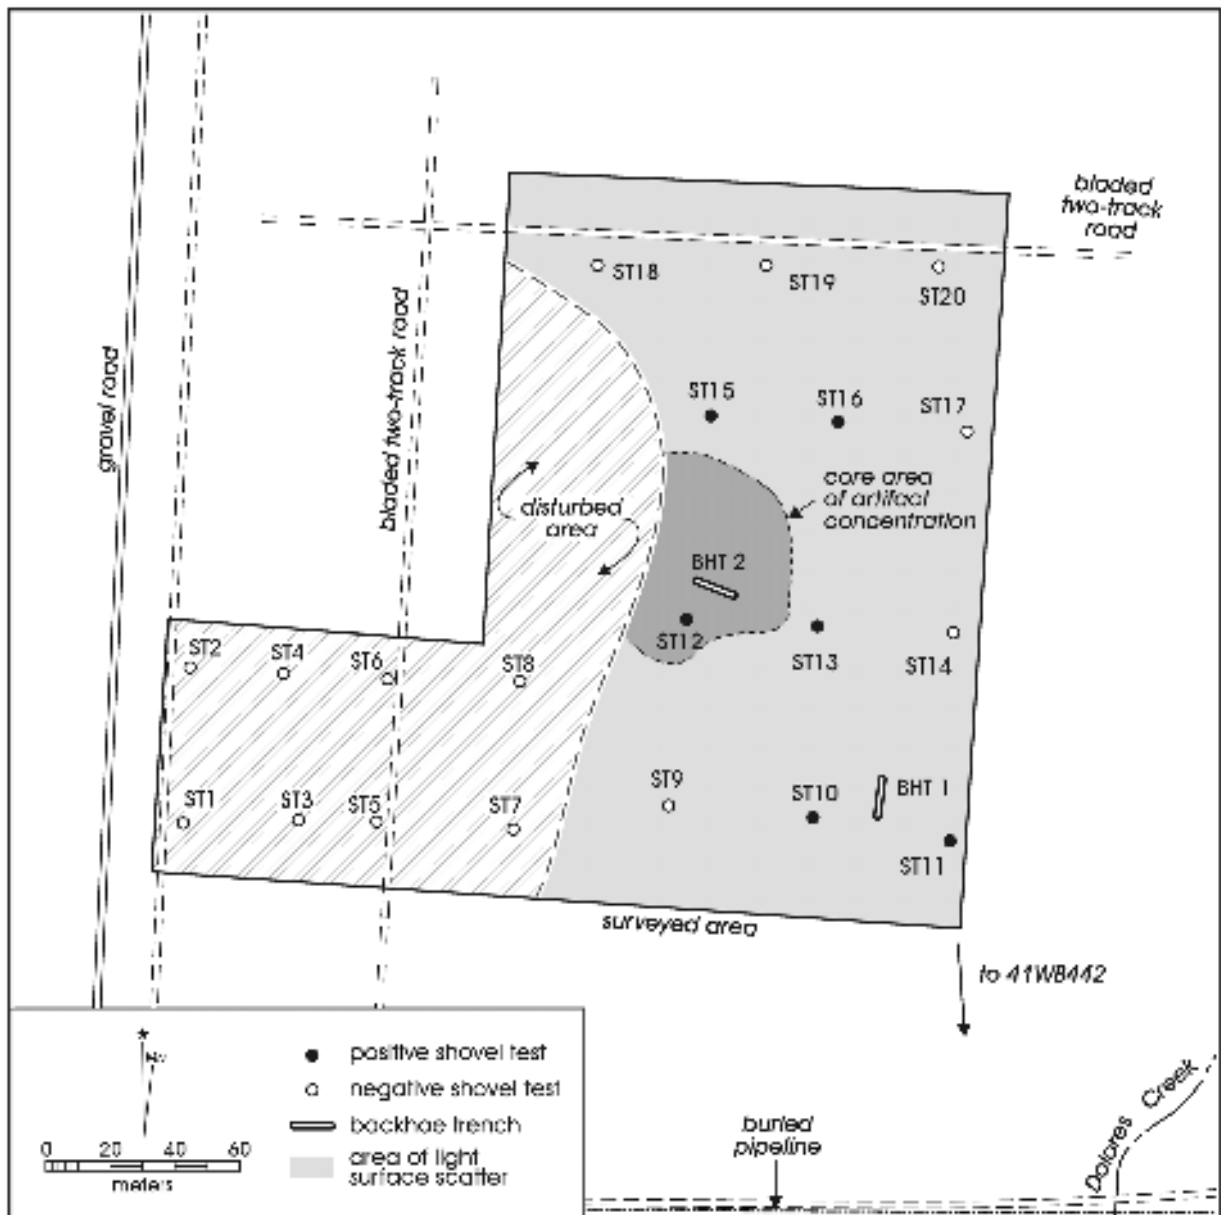 bladed
two-track
road
ST18
ST19
ST20
gravel road
bladed two-track road
ST15
ST16
ST17
core area
of artifact
concentration
disturbed
area
BHT 2
ST12
ST13
ST14
ST2
ST4
ST6
ST8
ST1
ST3
ST5
ST7
ST9
ST10
BHT 1
ST11
surveyed area
to 41WB442
positive shovel test
negative shovel test
backhoe trench
area of light
surface scatter
0 20 40 60
meters
buried
pipeline
Dolores Creek